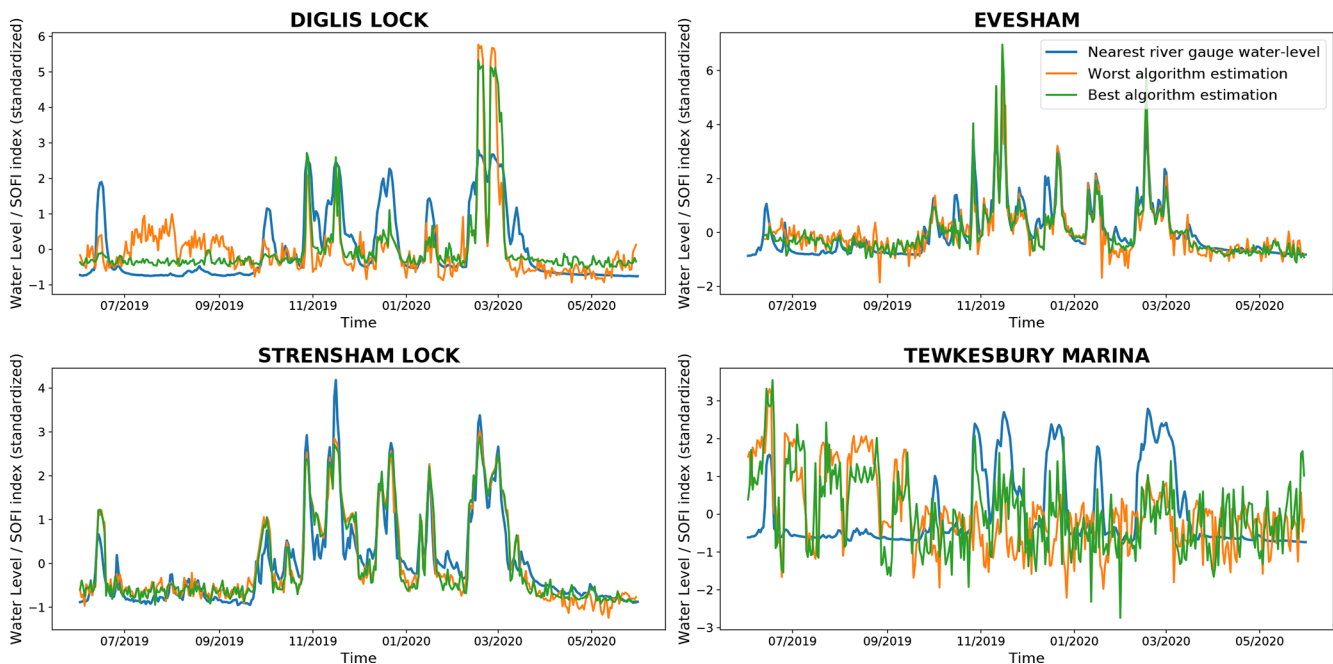 DIGLIS LOCK
Water Level / SOFI index (standardized)
6
5
4
3
2
1
0
−1
07/2019 09/2019 11/2019 01/2020 03/2020 05/2020
Time
EVESHAM
Water Level / SOFI index (standardized)
Nearest river gauge water-level
Worst algorithm estimation
Best algorithm estimation
6
4
2
0
−2
07/2019 09/2019 11/2019 01/2020 03/2020 05/2020
Time
STRENSHAM LOCK
Water Level / SOFI index (standardized)
4
3
2
1
0
−1
07/2019 09/2019 11/2019 01/2020 03/2020 05/2020
Time
TEWKESBURY MARINA
Water Level / SOFI index (standardized)
3
2
1
0
−1
−2
−3
07/2019 09/2019 11/2019 01/2020 03/2020 05/2020
Time